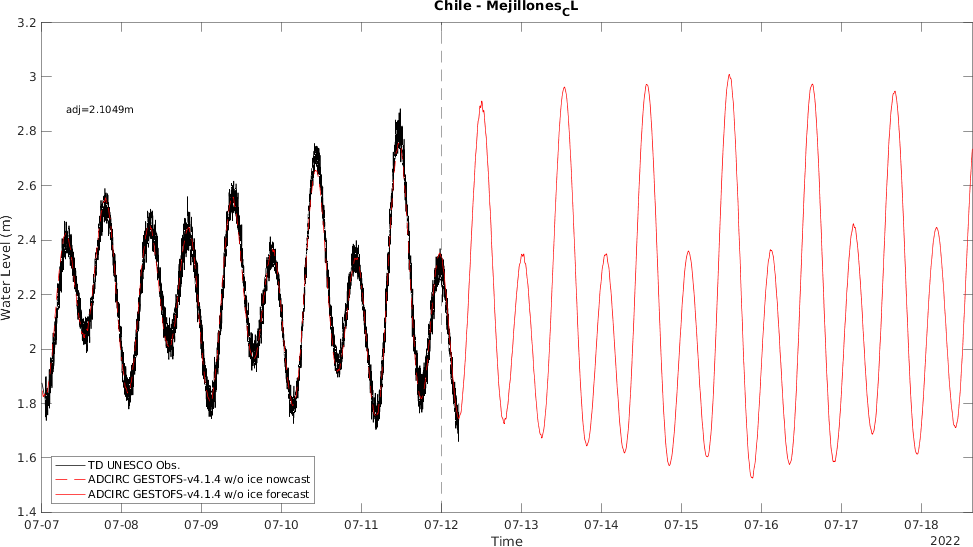 Chile - Mejillones_CL
3.2
3
adj=2.1049m
2.8
2.6
2.4
2.2
2
1.8
1.6
1.4
Water Level (m)
TD UNESCO Obs.
ADCIRC GESTOFS-v4.1.4 w/o ice nowcast
ADCIRC GESTOFS-v4.1.4 w/o ice forecast
07-07 07-08 07-09 07-10 07-11 07-12 07-13 07-14 07-15 07-16 07-17 07-18
Time
2022